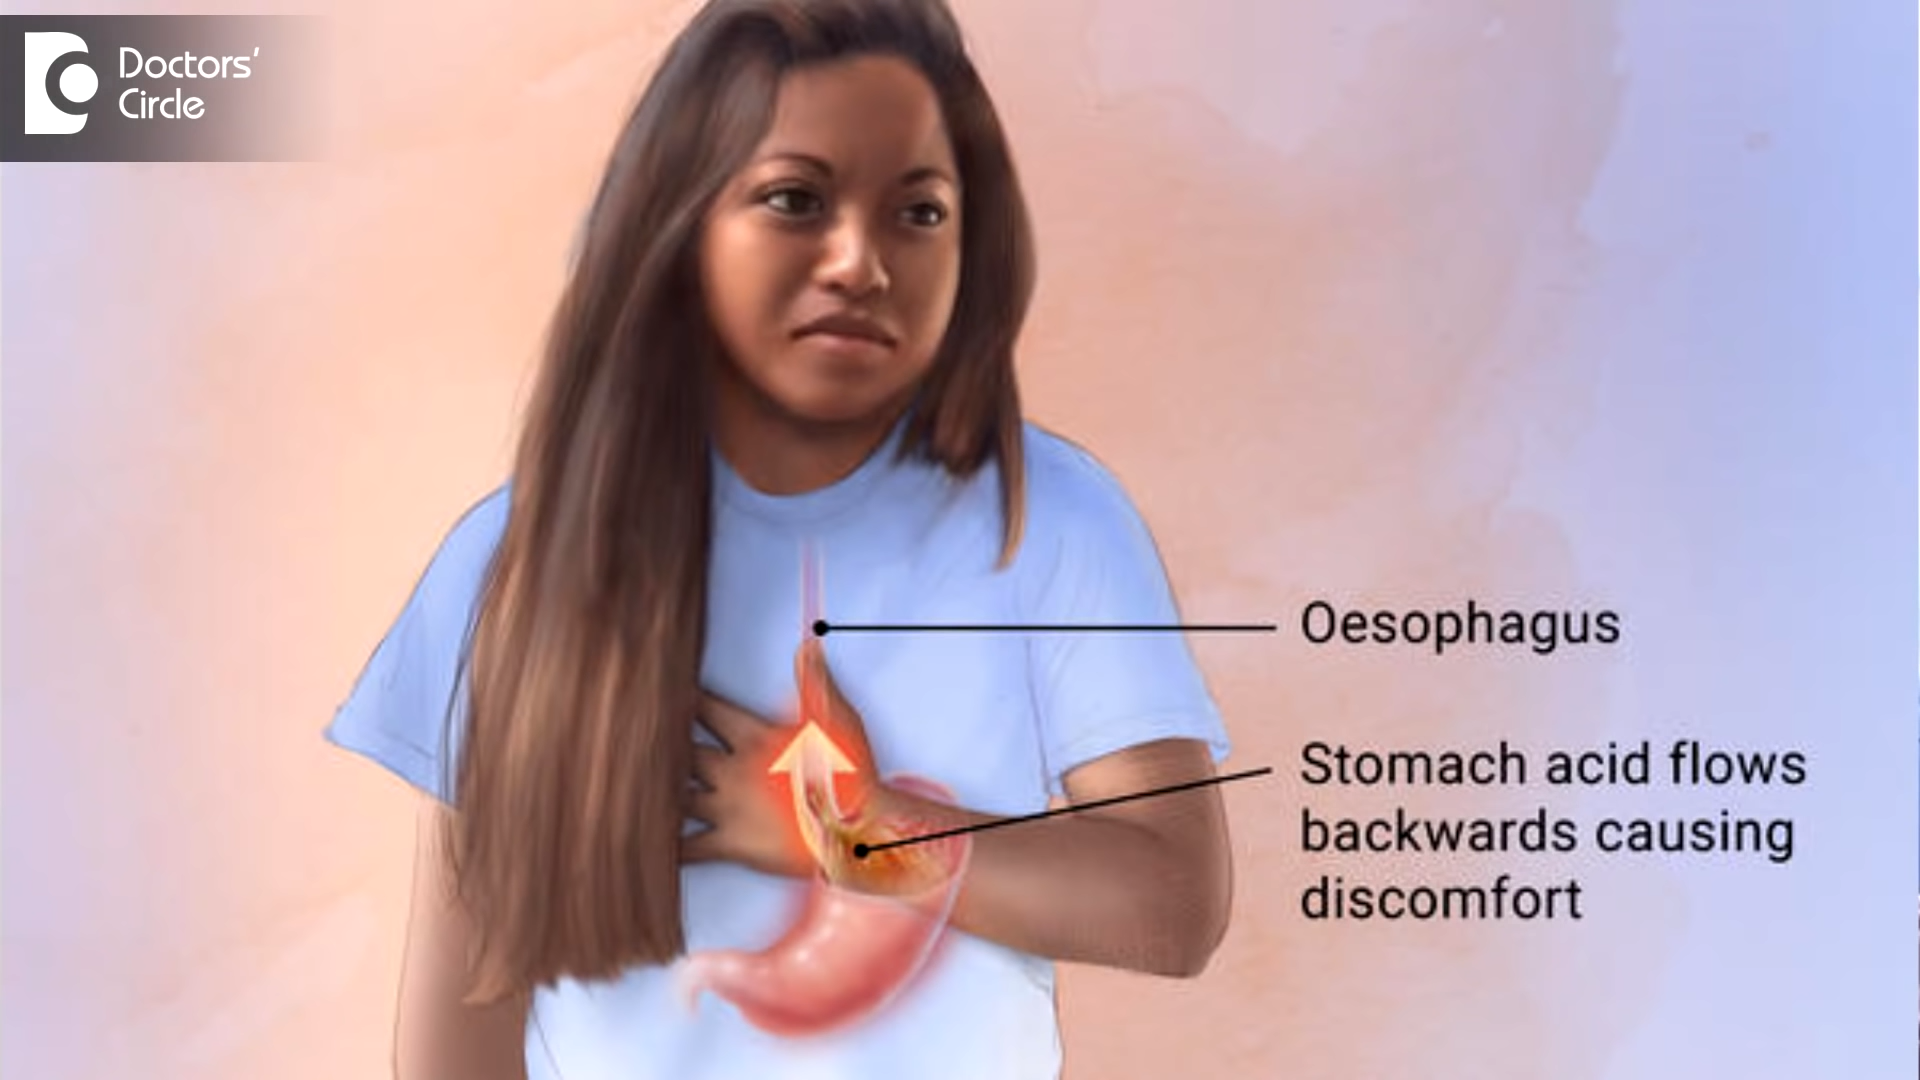 Doctors'
Circle
Oesophagus
Stomach acid flows
backwards causing
discomfort